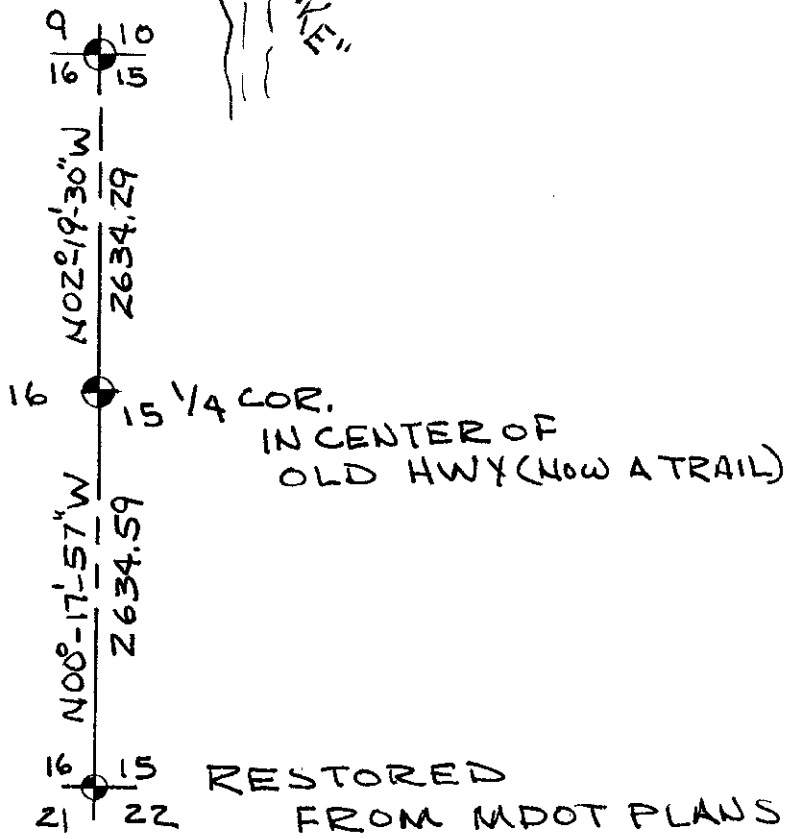 KE"
9 10
16 15
N02°-19'-30"W
2634.29
16 15 1/4 COR.
IN CENTER OF
OLD HWY (NOW A TRAIL)
N00°-17'-57"W
2634.59
16 15 RESTORED
21 22 FROM MDOT PLANS